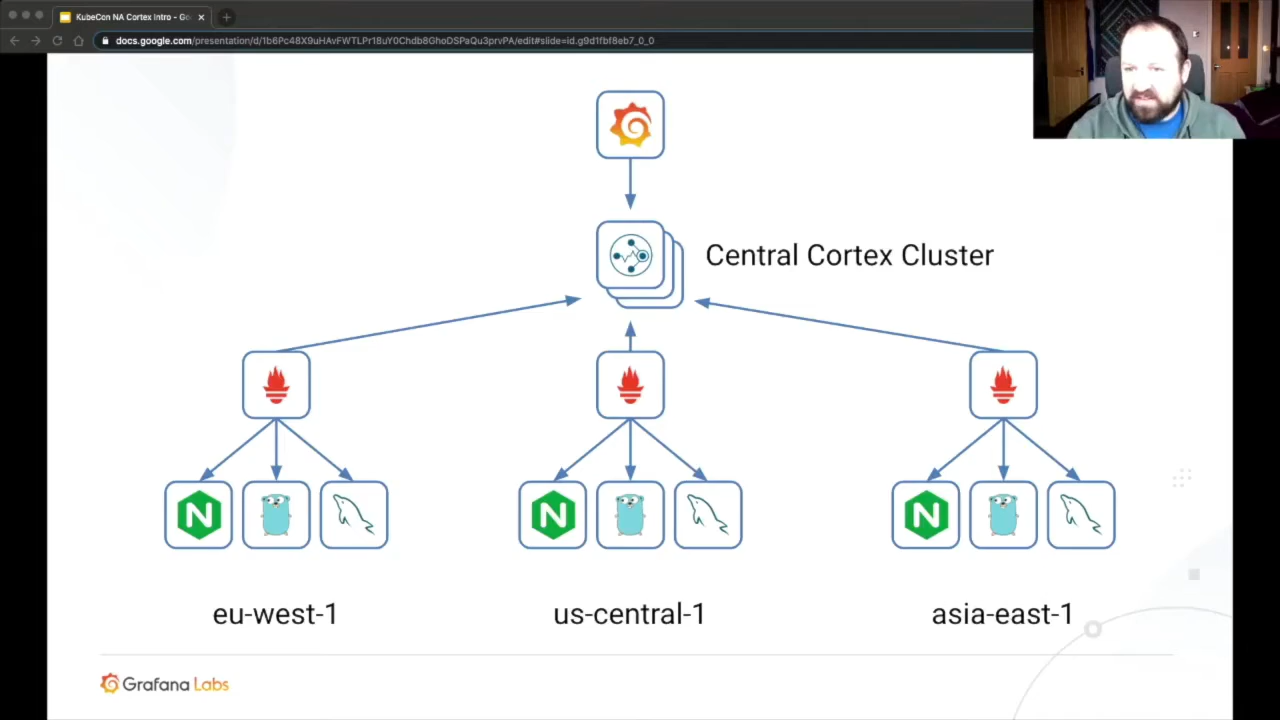 KubeCon NA Cortex Intro - Go
docs.google.com/presentation/d/1b6Pc48X9uHAvFWTLPr18uY0Chdb8GhoDSPaQu3prvPA/edit#slide=id.g9d1fbf8eb7_0_0
Central Cortex Cluster
N N N
eu-west-1 us-central-1 asia-east-1
Grafana Labs